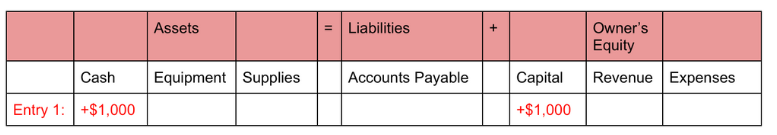 Assets = Liabilities + Owner's
Equity
Cash Equipment Supplies Accounts Payable Capital Revenue Expenses
Entry 1: +$1,000 +$1,000